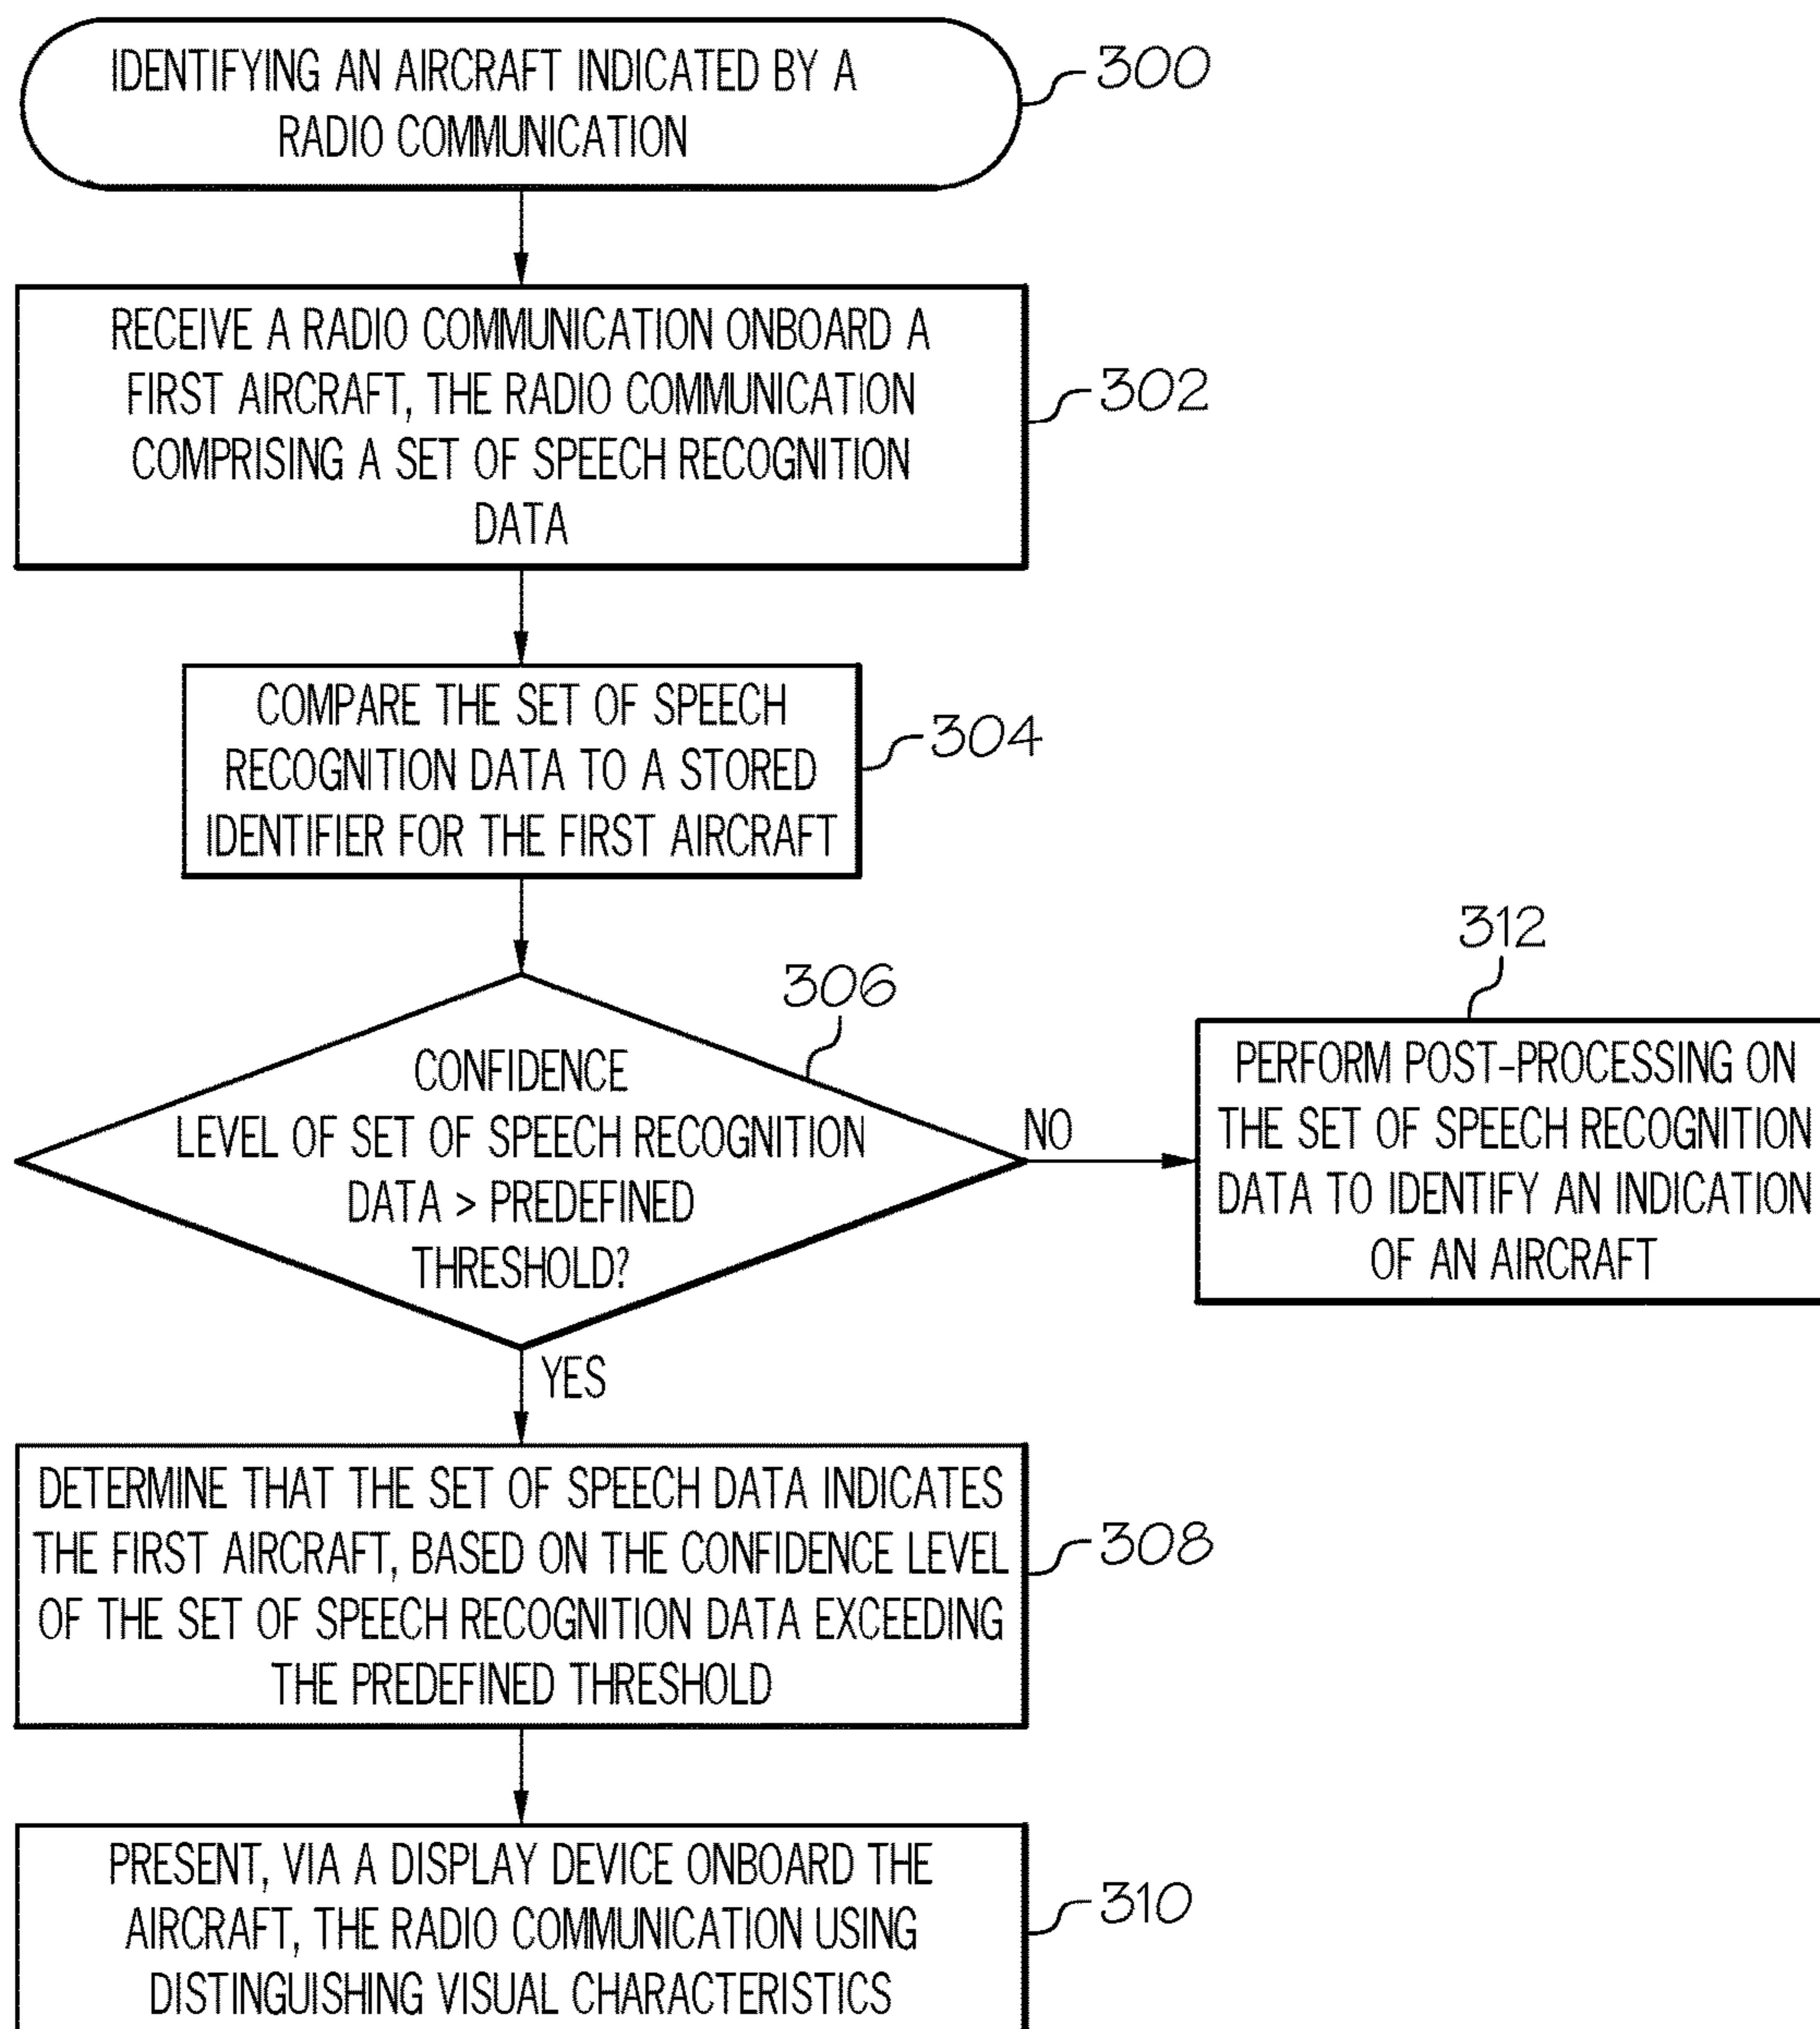 IDENTIFYING AN AIRCRAFT INDICATED BY A
RADIO COMMUNICATION
300
RECEIVE A RADIO COMMUNICATION ONBOARD A
FIRST AIRCRAFT, THE RADIO COMMUNICATION
COMPRISING A SET OF SPEECH RECOGNITION
DATA
302
COMPARE THE SET OF SPEECH
RECOGNITION DATA TO A STORED
IDENTIFIER FOR THE FIRST AIRCRAFT
304
306
CONFIDENCE
LEVEL OF SET OF SPEECH RECOGNITION
DATA > PREDEFINED
THRESHOLD?
NO
312
PERFORM POST-PROCESSING ON
THE SET OF SPEECH RECOGNITION
DATA TO IDENTIFY AN INDICATION
OF AN AIRCRAFT
YES
DETERMINE THAT THE SET OF SPEECH DATA INDICATES
THE FIRST AIRCRAFT, BASED ON THE CONFIDENCE LEVEL
OF THE SET OF SPEECH RECOGNITION DATA EXCEEDING
THE PREDEFINED THRESHOLD
308
PRESENT, VIA A DISPLAY DEVICE ONBOARD THE
AIRCRAFT, THE RADIO COMMUNICATION USING
DISTINGUISHING VISUAL CHARACTERISTICS
310